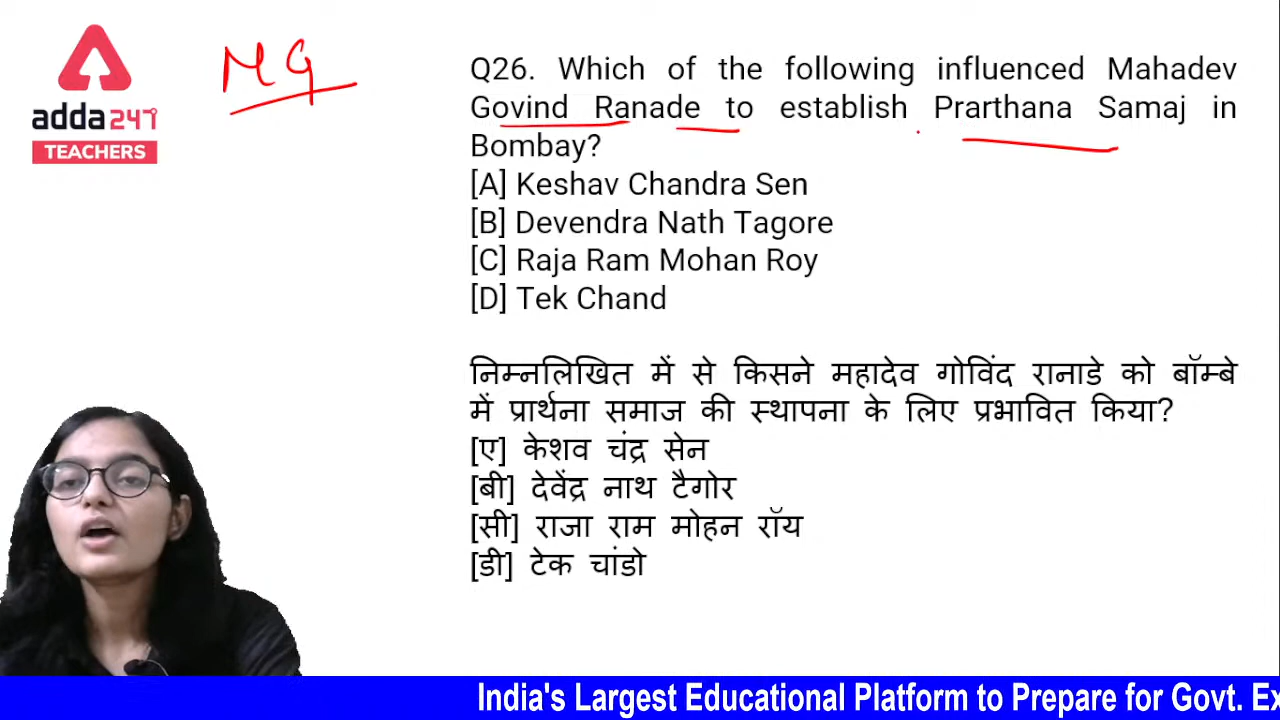 MG
adda247
TEACHERS
Q26. Which of the following influenced Mahadev
Govind Ranade to establish Prarthana Samaj in
Bombay?
[A] Keshav Chandra Sen
[B] Devendra Nath Tagore
[C] Raja Ram Mohan Roy
[D] Tek Chand
निम्नलिखित में से किसने महादेव गोविंद रानाडे को बॉम्बे
में प्रार्थना समाज की स्थापना के लिए प्रभावित किया?
[ए] केशव चंद्र सेन
[बी] देवेंद्र नाथ टैगोर
[सी] राजा राम मोहन रॉय
[डी] टेक चांडो
India's Largest Educational Platform to Prepare for Govt. Ex